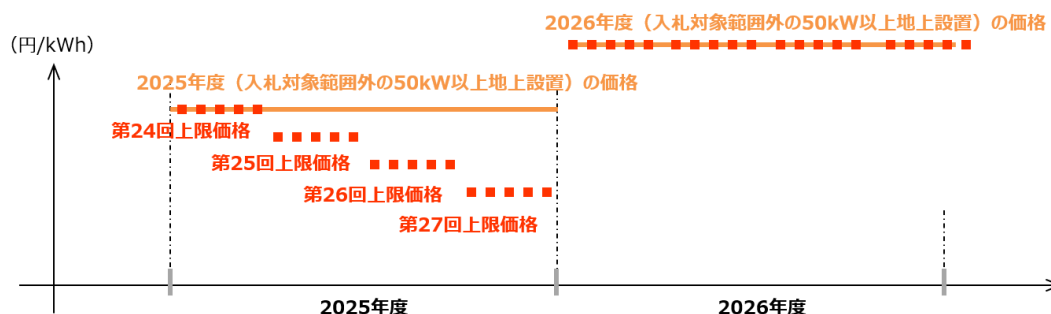 2026年度（入札対象範囲外の50kW以上地上設置）の価格
（円/kWh）
2025年度（入札対象範囲外の50kW以上地上設置）の価格
第24回上限価格
第25回上限価格
第26回上限価格
第27回上限価格
2025年度
2026年度